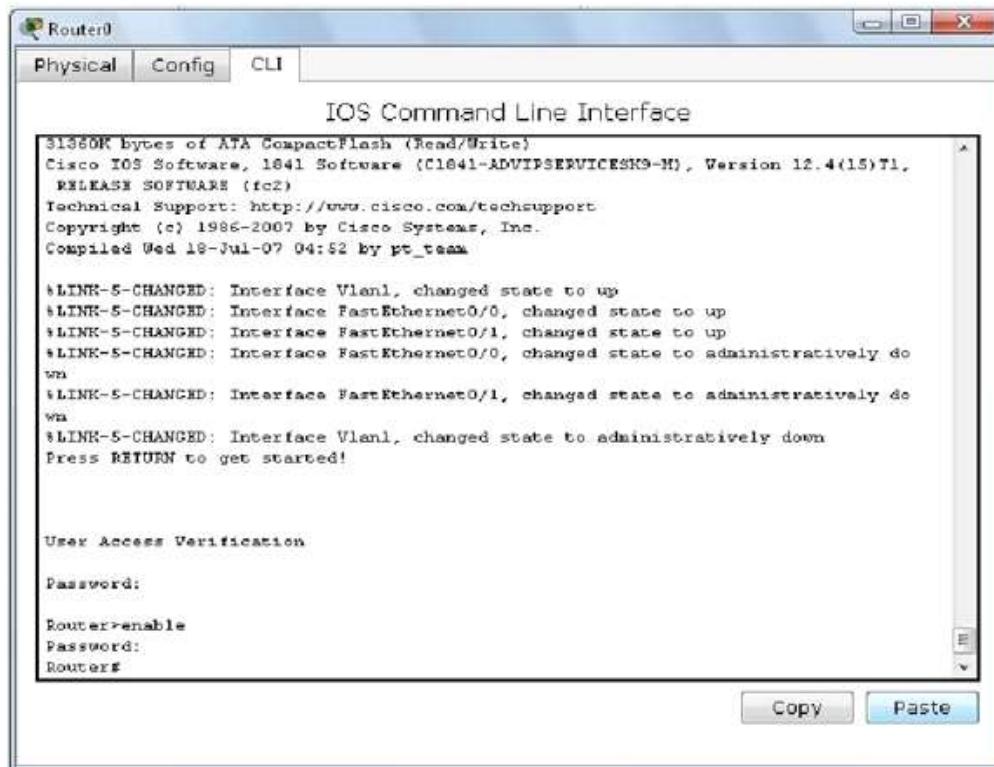 Router0
Physical
Config
CLI
IOS Command Line Interface
31360K bytes of ATA CompactFlash (Read/Write)
Cisco IOS Software, 1841 Software (C1841-ADVIPSERVICESK9-M), Version 12.4(15)T1,
RELEASE SOFTWARE (fc2)
Technical Support: http://www.cisco.com/techsupport
Copyright (c) 1986-2007 by Cisco Systems, Inc.
Compiled Wed 18-Jul-07 04:52 by pt_team
%LINK-5-CHANGED: Interface Vlan1, changed state to up
%LINK-5-CHANGED: Interface FastEthernet0/0, changed state to up
%LINK-5-CHANGED: Interface FastEthernet0/1, changed state to up
%LINK-5-CHANGED: Interface FastEthernet0/0, changed state to administratively do
wn
%LINK-5-CHANGED: Interface FastEthernet0/1, changed state to administratively do
wn
%LINK-5-CHANGED: Interface Vlan1, changed state to administratively down
Press RETURN to get started!
User Access Verification
Password:
Router>enable
Password:
Router#
Copy
Paste